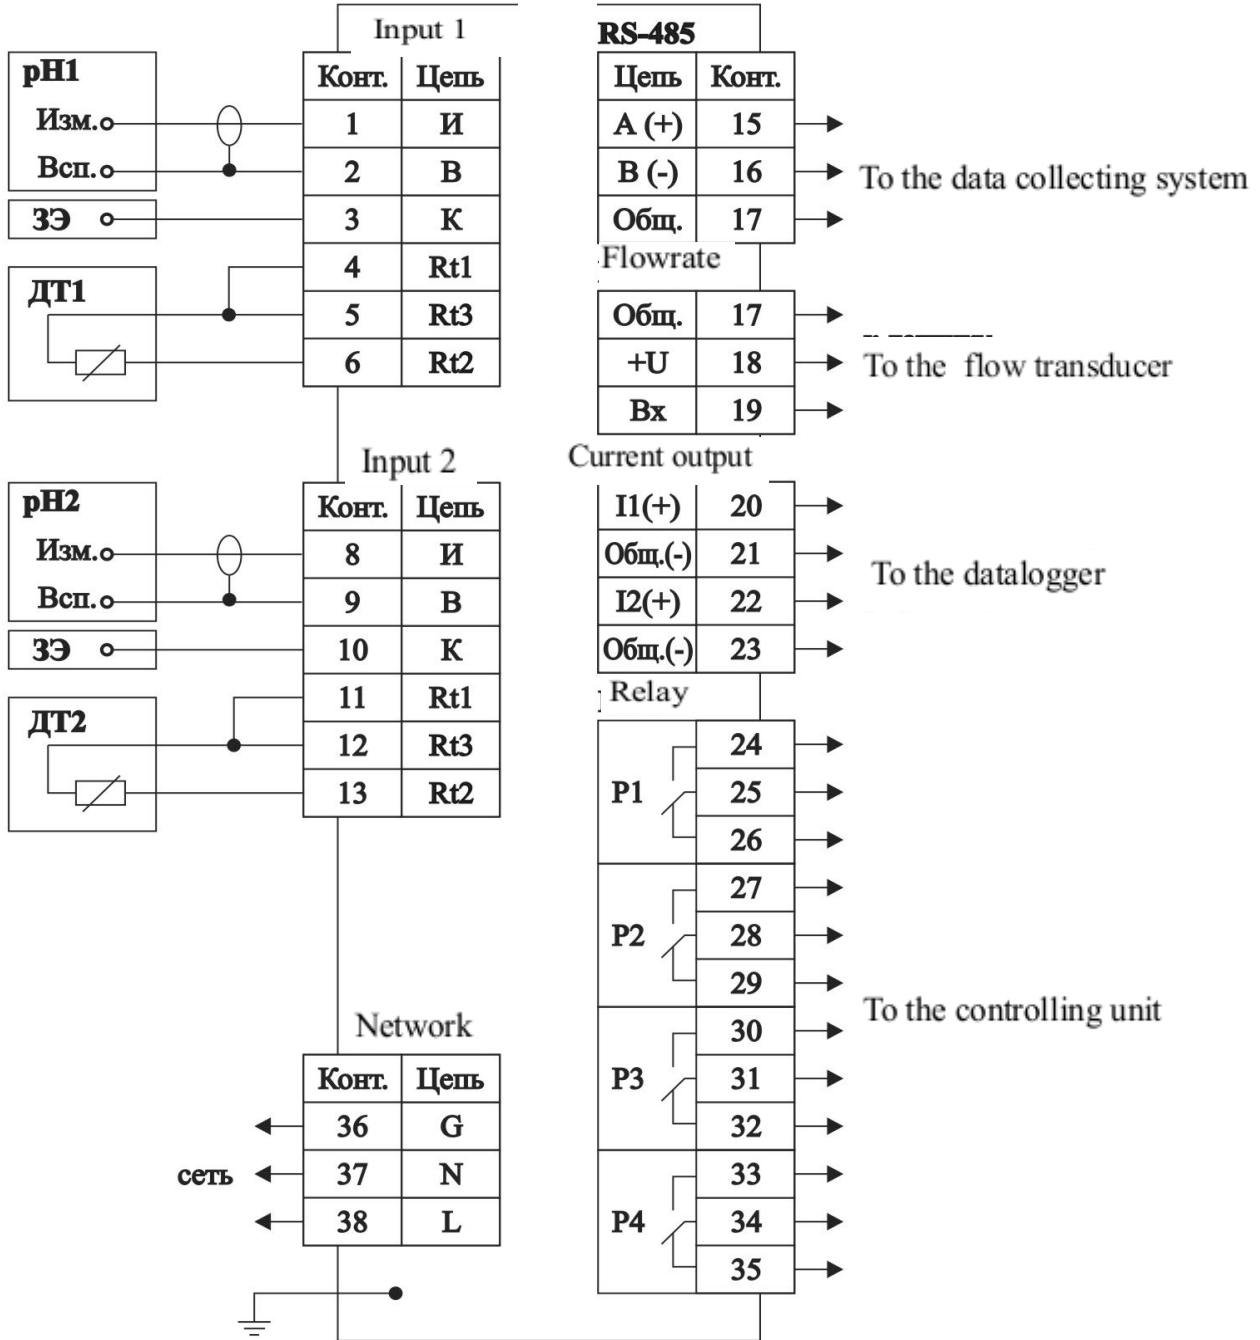 Input 1
pH1
Изм.
Всп.
ЗЭ
ДТ1
Конт. Цепь
1 И
2 В
3 К
4 Rt1
5 Rt3
6 Rt2
Input 2
pH2
Изм.
Всп.
ЗЭ
ДТ2
Конт. Цепь
8 И
9 В
10 К
11 Rt1
12 Rt3
13 Rt2
Network
Конт. Цепь
36 G
сеть 37 N
38 L
RS-485
Цепь Конт.
A (+) 15
B (-) 16
Общ. 17
To the data collecting system
Flowrate
Общ. 17
+U 18
Вх 19
To the flow transducer
Current output
I1(+) 20
Общ.(-) 21
I2(+) 22
Общ.(-) 23
To the datalogger
Relay
P1
24
25
26
P2
27
28
29
P3
30
31
32
P4
33
34
35
To the controlling unit